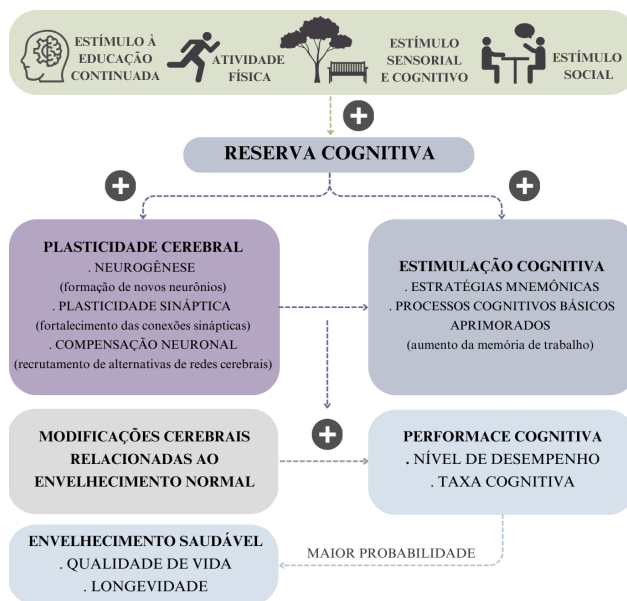 ESTÍMULO À
EDUCAÇÃO
CONTINUADA
ATIVIDADE
FÍSICA
ESTÍMULO
SENSORIAL
E COGNITIVO
ESTÍMULO
SOCIAL
RESERVA COGNITIVA
PLASTICIDADE CEREBRAL
. NEUROGÊNESE
(formação de novos neurônios)
. PLASTICIDADE SINÁPTICA
(fortalecimento das conexões sinápticas)
. COMPENSAÇÃO NEURONAL
(recrutamento de alternativas de redes cerebrais)
ESTIMULAÇÃO COGNITIVA
. ESTRATÉGIAS MNEMÔNICAS
. PROCESSOS COGNITIVOS BÁSICOS
APRIMORADOS
(aumento da memória de trabalho)
MODIFICAÇÕES CEREBRAIS
RELACIONADAS AO
ENVELHECIMENTO NORMAL
PERFORMACE COGNITIVA
. NÍVEL DE DESEMPENHO
. TAXA COGNITIVA
ENVELHECIMENTO SAUDÁVEL
. QUALIDADE DE VIDA
. LONGEVIDADE
MAIOR PROBABILIDADE